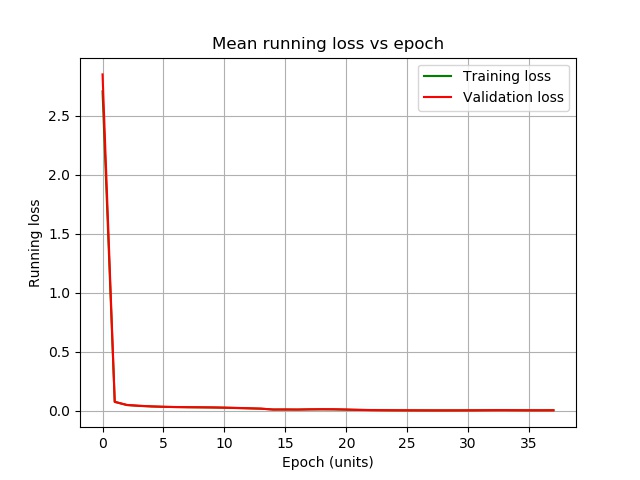 Mean running loss vs epoch
Training loss
Validation loss
Running loss
2.5
2.0
1.5
1.0
0.5
0.0
0 5 10 15 20 25 30 35
Epoch (units)